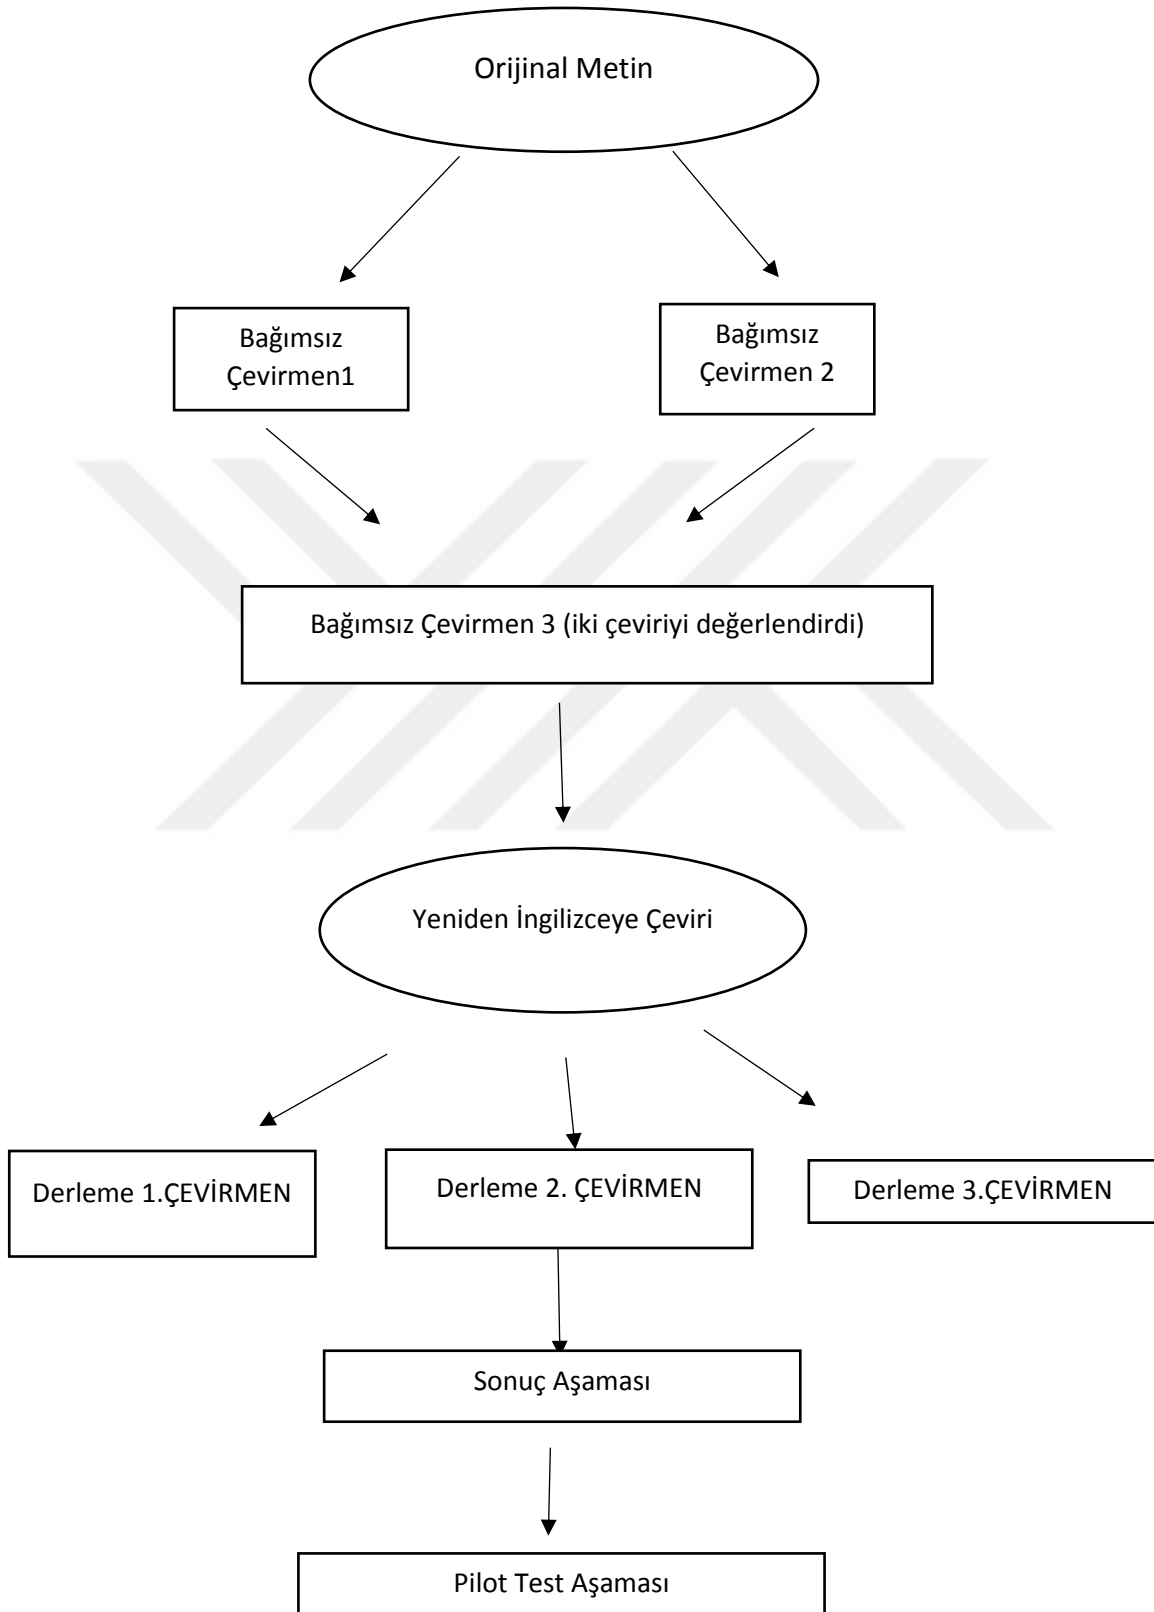 Orijinal Metin
Bağımsız
Çevirmen1
Bağımsız
Çevirmen 2
Bağımsız Çevirmen 3 (iki çeviriyi değerlendirdi)
Yeniden İngilizceye Çeviri
Derleme 1.ÇEVİRMEN
Derleme 2. ÇEVİRMEN
Derleme 3.ÇEVİRMEN
Sonuç Aşaması
Pilot Test Aşaması